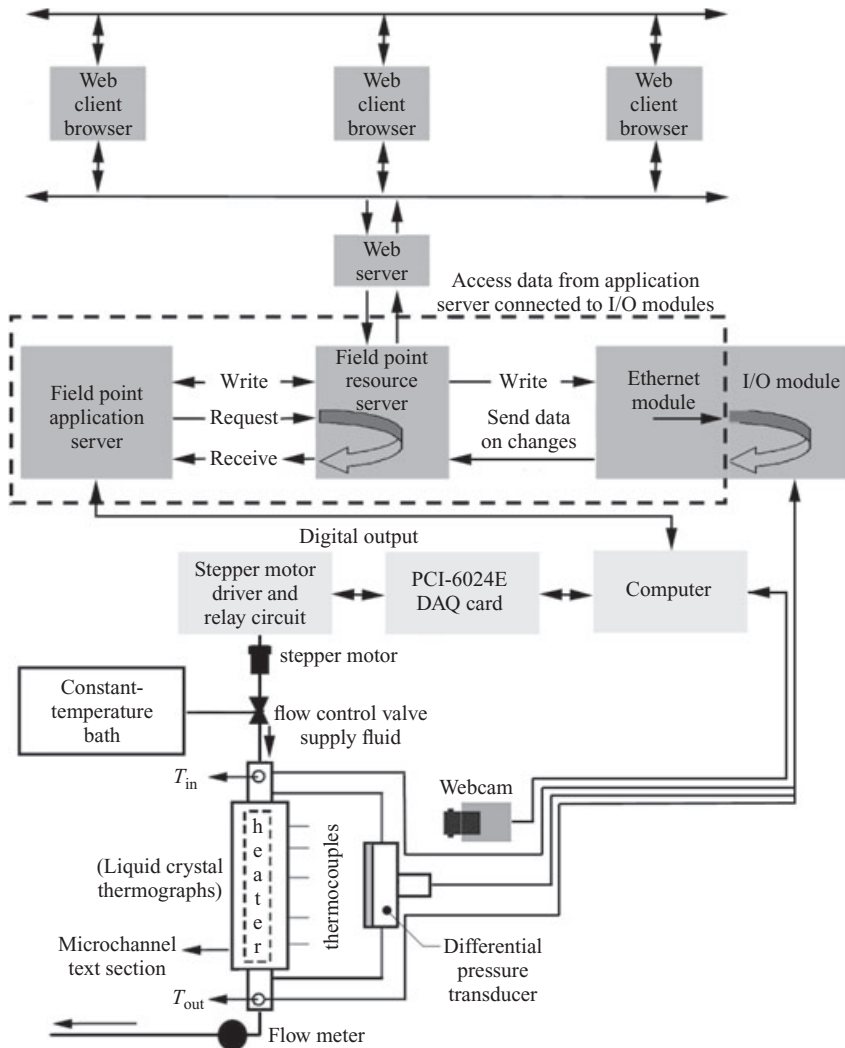 Web
client
browser
Web
client
browser
Web
client
browser
Web
server
Access data from application
server connected to I/O modules
Field point
application
server
Write
Request
Receive
Field point
resource
server
Write
Send data
on changes
Ethernet
module
I/O module
Digital output
Stepper motor
driver and
relay circuit
PCI-6024E
DAQ card
Computer
stepper motor
Constant-
temperature
bath
flow control valve
supply fluid
Tin
Webcam
heater
thermocouples
(Liquid crystal
thermographs)
Microchannel
text section
Differential
pressure
transducer
Tout
Flow meter